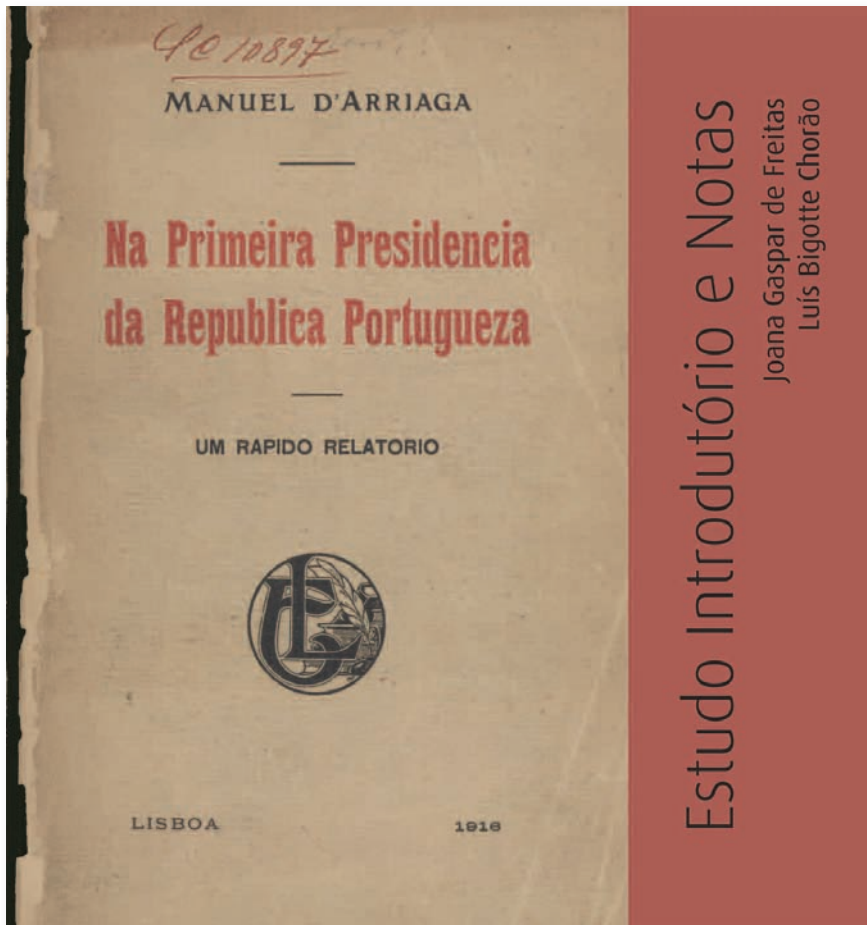 MANUEL D'ARRIAGA
Na Primeira Presidencia
da Republica Portugueza
UM RAPIDO RELATORIO
LISBOA 1916
Estudo Introdutório e Notas
Joana Gaspar de Freitas
Luís Bigotte Chorão